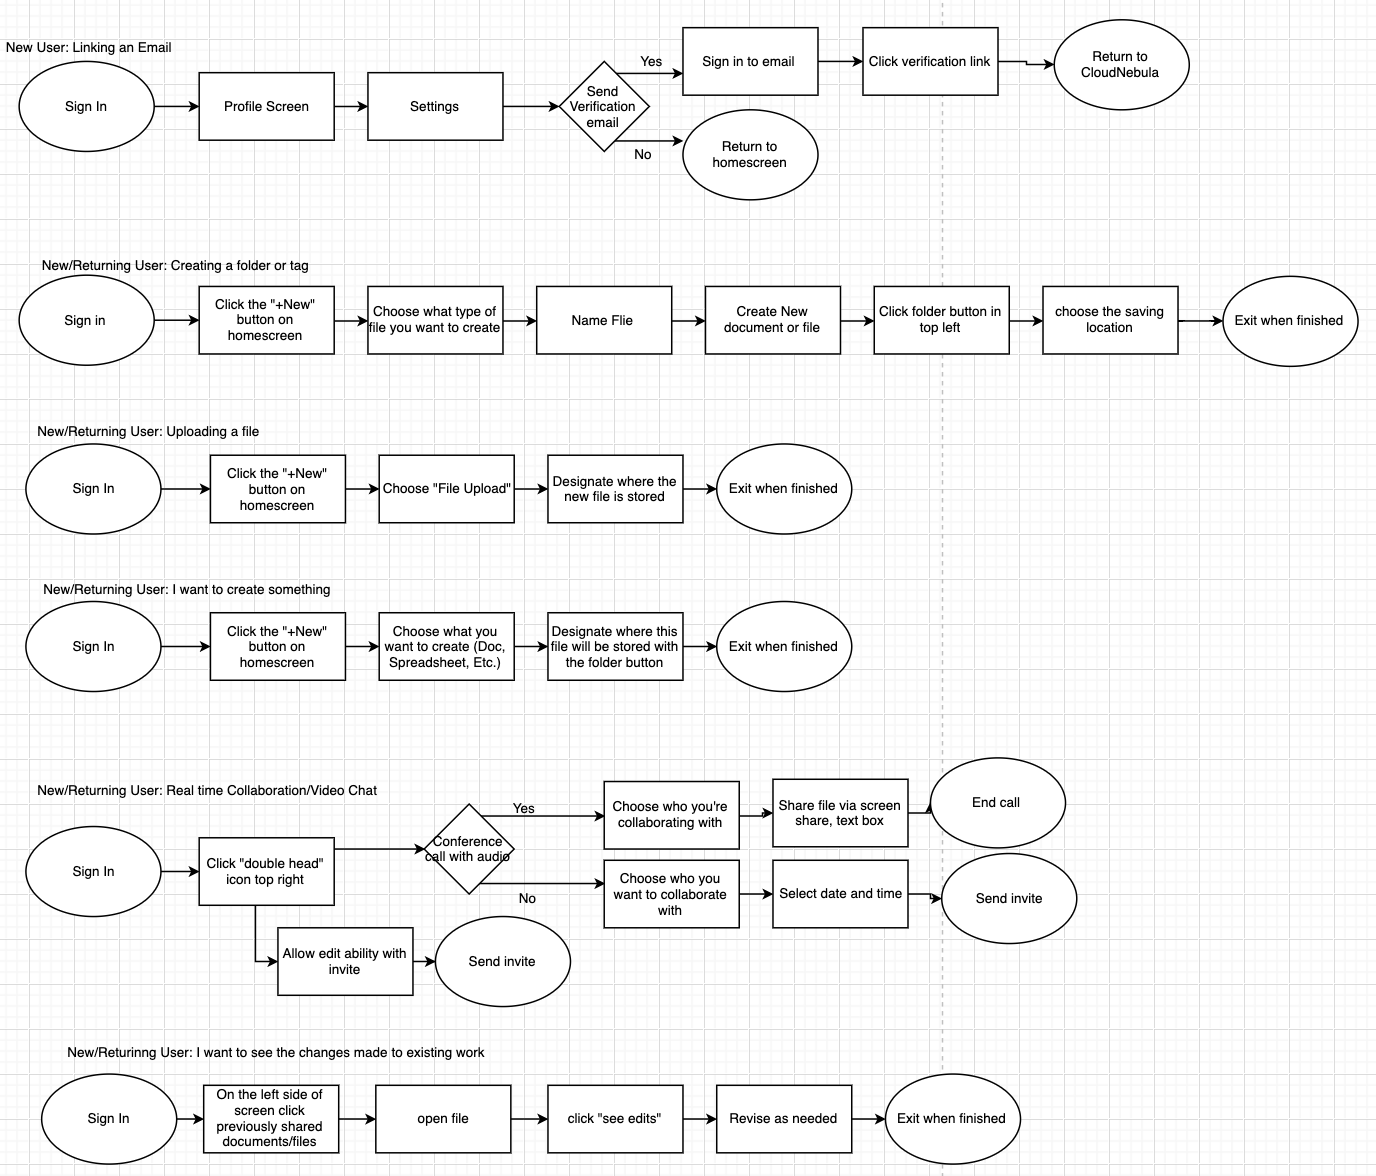 New User: Linking an Email
Sign In
Profile Screen
Settings
Send
Verification
email
Yes
No
Sign in to email
Click verification link
Return to
CloudNebula
Return to
homescreen
New/Returning User: Creating a folder or tag
Sign in
Click the "+New"
button on
homescreen
Choose what type of
file you want to create
Name Flie
Create New
document or file
Click folder button in
top left
choose the saving
location
Exit when finished
New/Returning User: Uploading a file
Sign In
Click the "+New"
button on
homescreen
Choose "File Upload"
Designate where the
new file is stored
Exit when finished
New/Returning User: I want to create something
Sign In
Click the "+New"
button on
homescreen
Choose what you
want to create (Doc,
Spreadsheet, Etc.)
Designate where this
file will be stored with
the folder button
Exit when finished
New/Returning User: Real time Collaboration/Video Chat
Sign In
Click "double head"
icon top right
Conference
call with audio
Yes
Choose who you're
collaborating with
Share file via screen
share, text box
End call
No
Choose who you
want to collaborate
with
Select date and time
Send invite
Allow edit ability with
invite
Send invite
New/Returinng User: I want to see the changes made to existing work
Sign In
On the left side of
screen click
previously shared
documents/files
open file
click "see edits"
Revise as needed
Exit when finished